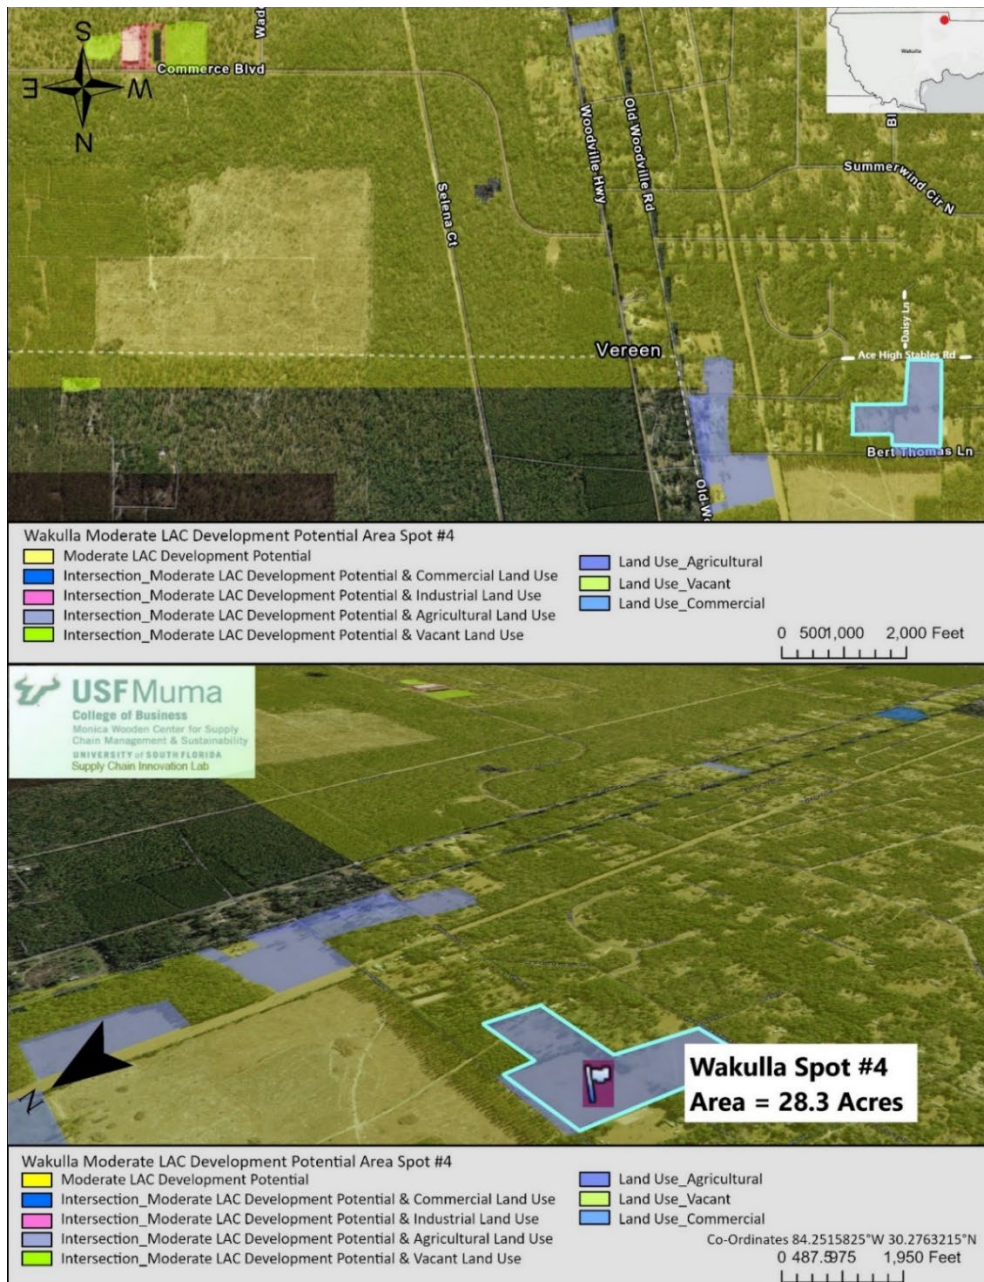 S
E
W
N
Commerce Blvd
Wade
Wakulla
Woodville Hwy
Old Woodville Rd
Bl
Summerwind Cir N
Selena Ct
Daisy Ln
Vereen
Ace High Stables Rd
Bert Thomas Ln
Old Wo
Wakulla Moderate LAC Development Potential Area Spot #4
Moderate LAC Development Potential
Intersection_Moderate LAC Development Potential & Commercial Land Use
Intersection_Moderate LAC Development Potential & Industrial Land Use
Intersection_Moderate LAC Development Potential & Agricultural Land Use
Intersection_Moderate LAC Development Potential & Vacant Land Use
Land Use_Agricultural
Land Use_Vacant
Land Use_Commercial
0 5001,000 2,000 Feet
USF Muma
College of Business
Monica Wooden Center for Supply
Chain Management & Sustainability
UNIVERSITY of SOUTH FLORIDA
Supply Chain Innovation Lab
Wakulla Spot #4
Area = 28.3 Acres
N
Wakulla Moderate LAC Development Potential Area Spot #4
Moderate LAC Development Potential
Intersection_Moderate LAC Development Potential & Commercial Land Use
Intersection_Moderate LAC Development Potential & Industrial Land Use
Intersection_Moderate LAC Development Potential & Agricultural Land Use
Intersection_Moderate LAC Development Potential & Vacant Land Use
Land Use_Agricultural
Land Use_Vacant
Land Use_Commercial
Co-Ordinates 84.2515825"W 30.2763215"N
0 487.5975 1,950 Feet